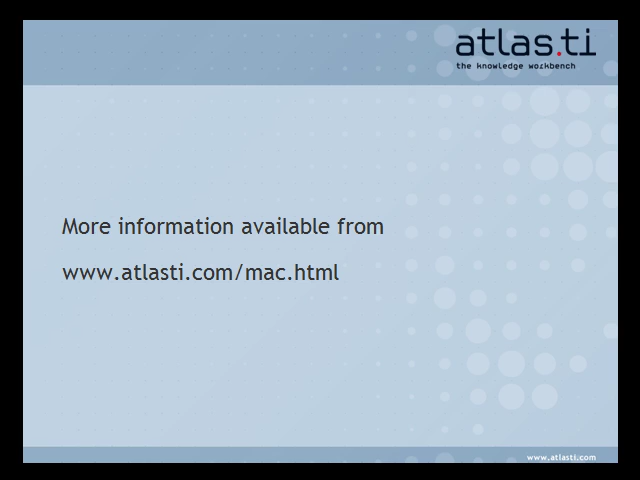 atlas.ti
the knowledge workbench
More information available from
www.atlasti.com/mac.html
www.atlasti.com